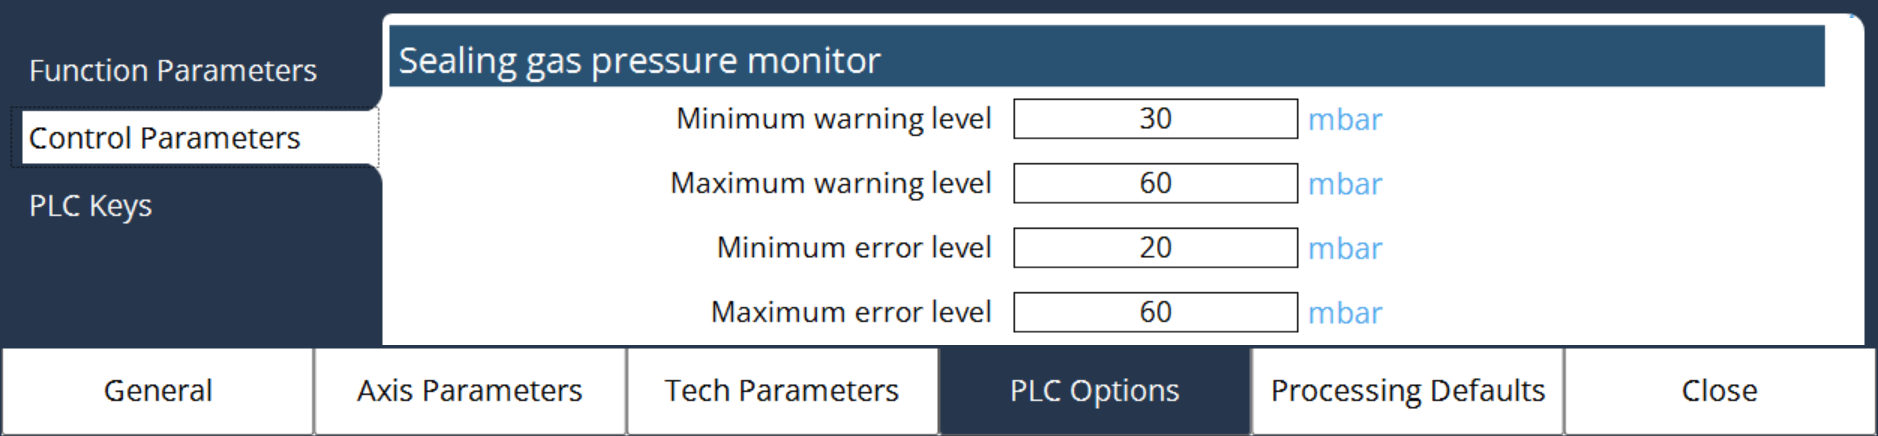 Function Parameters
Control Parameters
PLC Keys
Sealing gas pressure monitor
Minimum warning level 30 mbar
Maximum warning level 60 mbar
Minimum error level 20 mbar
Maximum error level 60 mbar
General Axis Parameters Tech Parameters PLC Options Processing Defaults Close